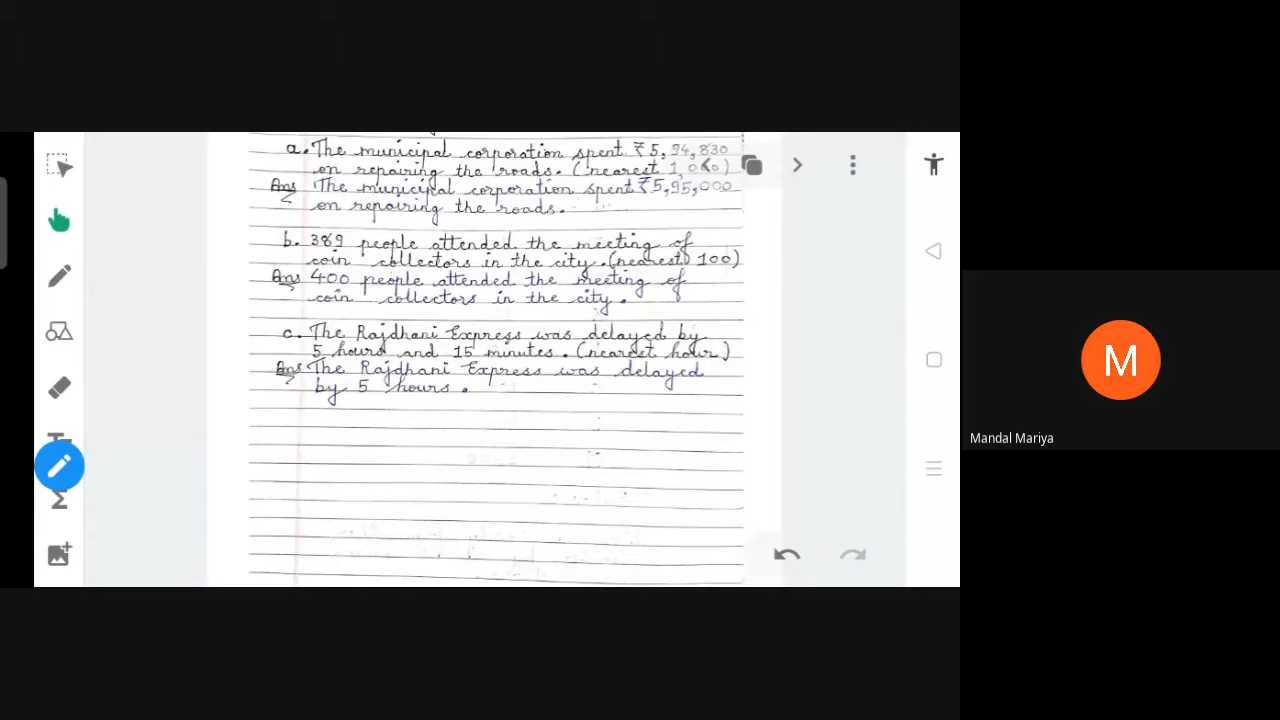 a. The municipal corporation spent ₹ 5, 94, 830
on repairing the roads. (nearest 1,000)
Ans The municipal corporation spent ₹5,95,000
on repairing the roads.
b. 389 people attended the meeting of
coin collectors in the city. (nearest 100)
Ans 400 people attended the meeting of
coin collectors in the city.
c. The Rajdhani Express was delayed by
5 hours and 15 minutes. (nearest hour)
Ans The Rajdhani Express was delayed
by 5 hours.
M
Mandal Mariya